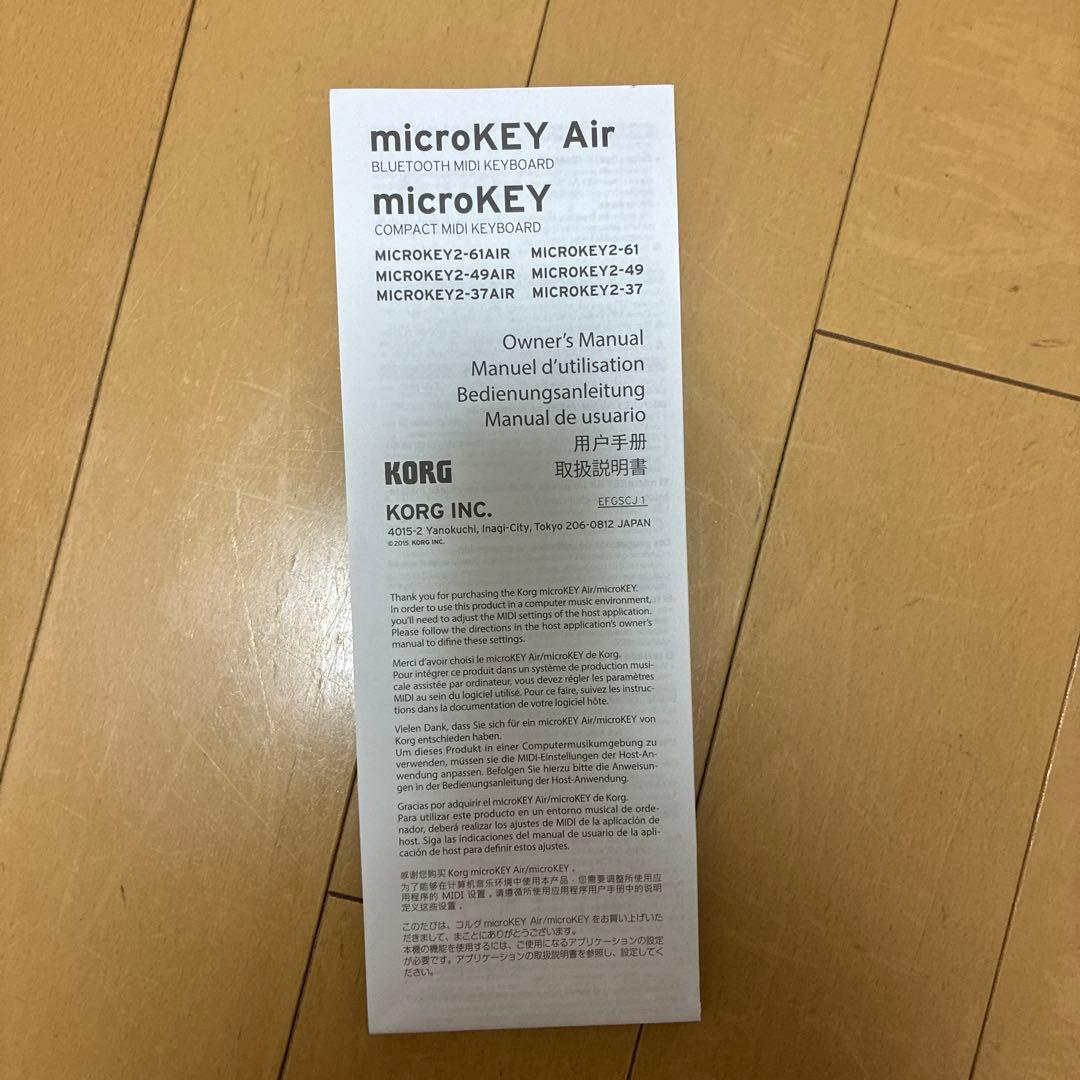 microKEY Air
BLUETOOTH MIDI KEYBOARD
microKEY
COMPACT MIDI KEYBOARD
MICROKEY2-61AIR MICROKEY2-61
MICROKEY2-49AIR MICROKEY2-49
MICROKEY2-37AIR MICROKEY2-37
Owner's Manual
Manuel d'utilisation
Bedienungsanleitung
Manual de usuario
用户手册
取扱説明書
KORG
EFGSCJ 1
KORG INC.
4015-2 Yanokuchi, Inagi-City, Tokyo 206-0812 JAPAN
©2015 KORG INC.
Thank you for purchasing the Korg microKEY Air/microKEY.
In order to use this product in a computer music environment,
you'll need to adjust the MIDI settings of the host application.
Please follow the directions in the host application's owner's
manual to difine these settings.
Merci d'avoir choisi le microKEY Air/microKEY de Korg.
Pour intégrer ce produit dans un système de production musi-
cale assistée par ordinateur, vous devez régler les paramètres
MIDI au sein du logiciel utilisé. Pour ce faire, suivez les instruc-
tions dans la documentation de votre logiciel hôte.
Vielen Dank, dass Sie sich für ein microKEY Air/microKEY von
Korg entschieden haben.
Um dieses Produkt in einer Computermusikumgebung zu
verwenden, müssen sie die MIDI-Einstellungen der Host-An-
wendung anpassen. Befolgen Sie hierzu bitte die Anweisun-
gen in der Bedienungsanleitung der Host-Anwendung.
Gracias por adquirir el microKEY Air/microKEY de Korg.
Para utilizar este producto en un entorno musical de orde-
nador, deberá realizar los ajustes de MIDI de la aplicación de
host. Siga las indicaciones del manual de usuario de la apli-
cación de host para definir estos ajustes.
感谢您购买 Korg microKEY Air/microKEY 。
为了能够在计算机音乐环境中使用本产品，您需要调整所使用应
用程序的 MIDI 设置。请遵循所使用应用程序用户手册中的说明
定义这些设置。
このたびは、コルグ microKEY Air/microKEY をお買い上げいた
だきまして、まことにありがとうございます。
本機の機能を使用するには、ご使用になるアプリケーションの設定
が必要です。アプリケーションの取扱説明書を参照し、設定してく
ださい。